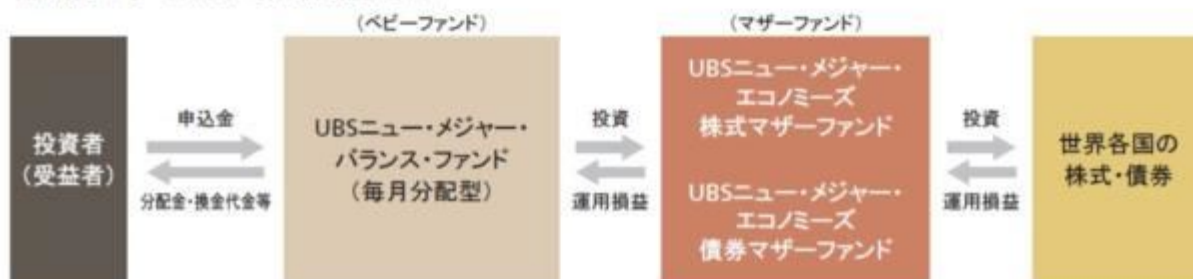 (ベビーファンド)
(マザーファンド)
投資者
(受益者)
申込金
分配金・換金代金等
UBSニュー・メジャー・
バランス・ファンド
(毎月分配型)
投資
運用損益
UBSニュー・メジャー・
エコノミーズ
株式マザーファンド
UBSニュー・メジャー・
エコノミーズ
債券マザーファンド
投資
運用損益
世界各国の
株式・債券